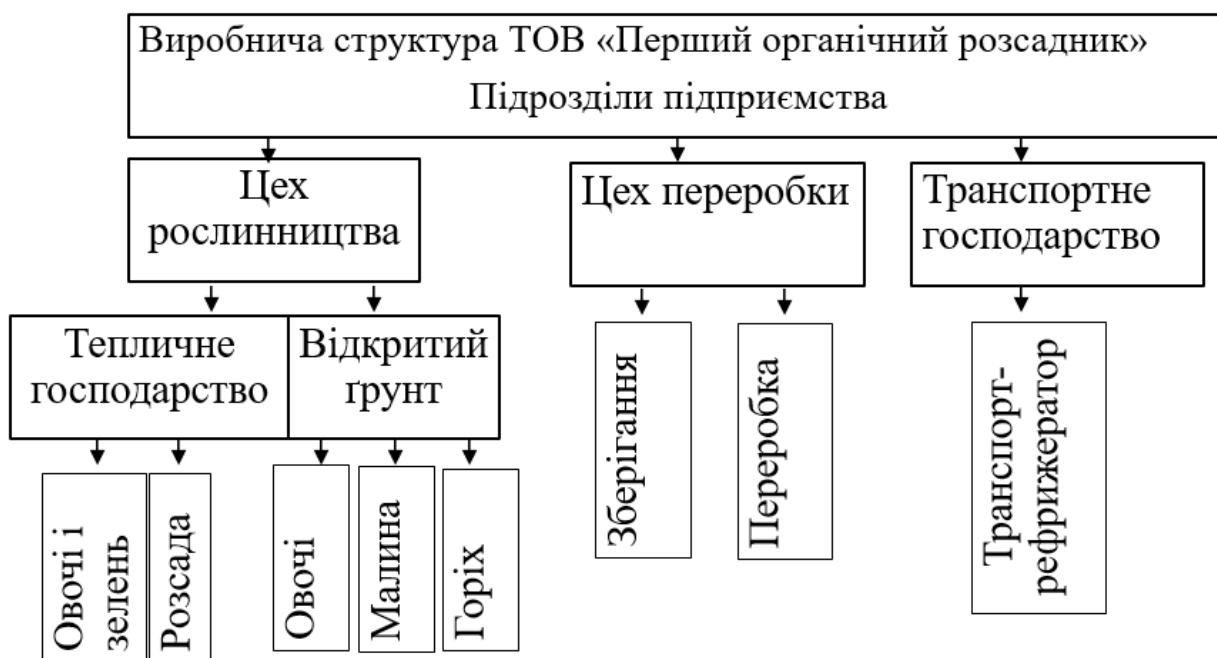 Виробнича структура ТОВ «Перший органічний розсадник»
Підрозділи підприємства
Цех
рослинництва
Цех переробки
Транспортне
господарство
Тепличне
господарство
Відкритий
ґрунт
Овочі і
зелень
Розсада
Овочі
Малина
Горіх
Зберігання
Переробка
Транспорт-
рефрижератор